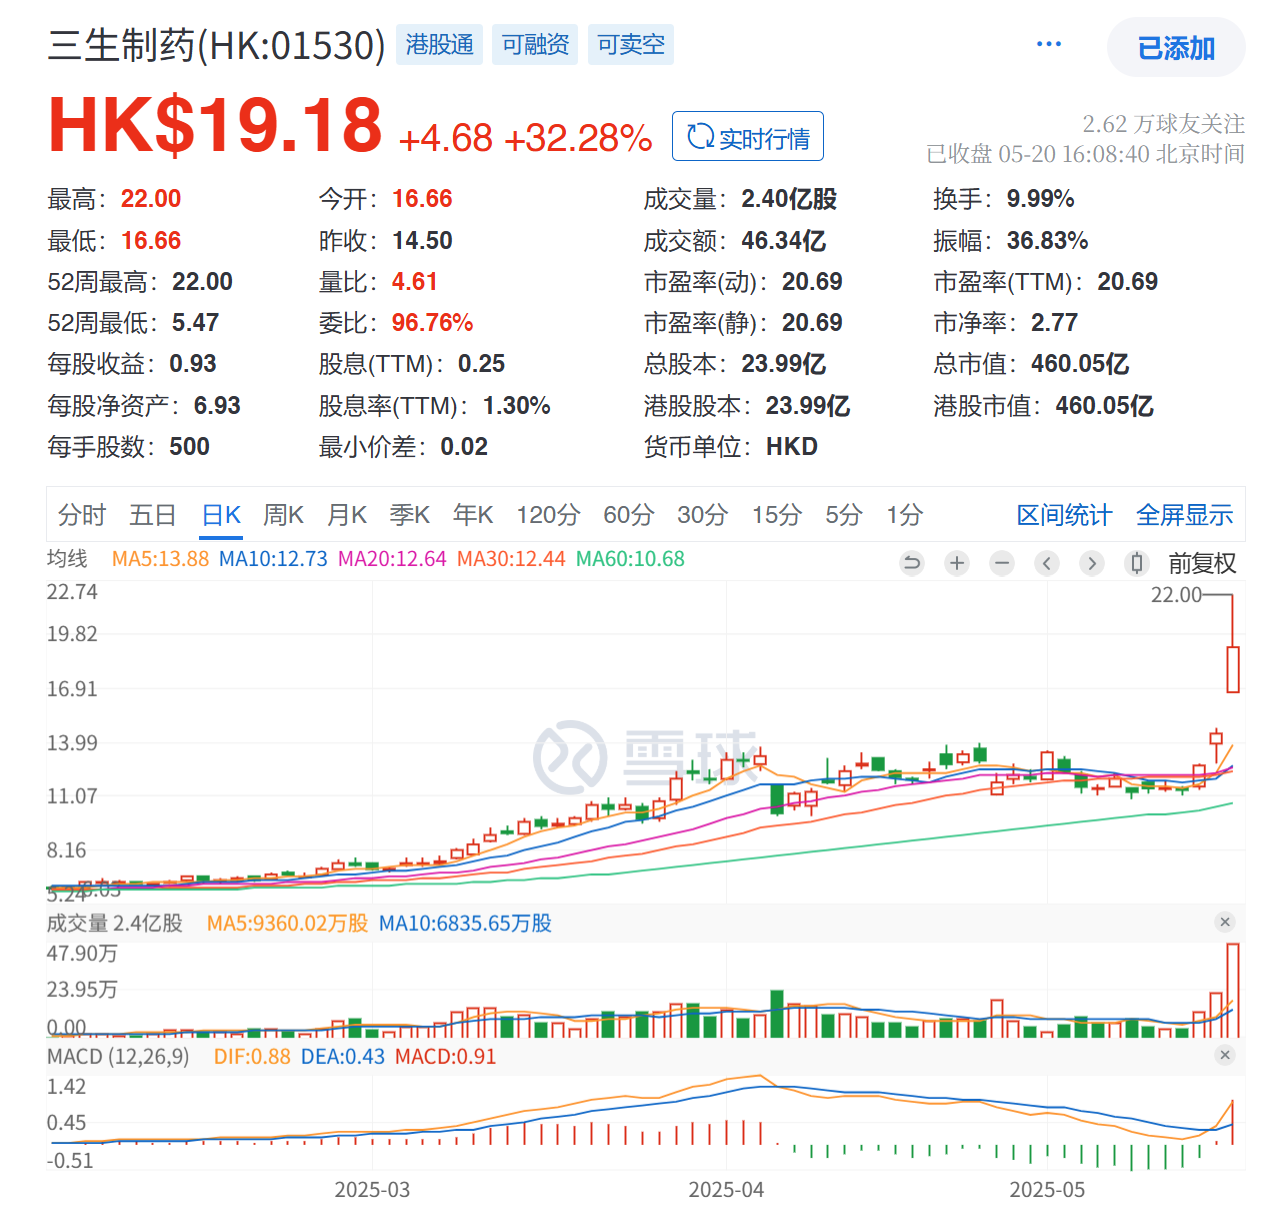 三生制药(HK:01530) 港股通 可融资 可卖空 ··· 已添加
HK$19.18 +4.68 +32.28% 实时行情
2.62 万球友关注
已收盘 05-20 16:08:40 北京时间
最高：22.00 今开：16.66 成交量：2.40亿股 换手：9.99%
最低：16.66 昨收：14.50 成交额：46.34亿 振幅：36.83%
52周最高：22.00 量比：4.61 市盈率(动)：20.69 市盈率(TTM)：20.69
52周最低：5.47 委比：96.76% 市盈率(静)：20.69 市净率：2.77
每股收益：0.93 股息(TTM)：0.25 总股本：23.99亿 总市值：460.05亿
每股净资产：6.93 股息率(TTM)：1.30% 港股股本：23.99亿 港股市值：460.05亿
每手股数：500 最小价差：0.02 货币单位：HKD
分时 五日 日K 周K 月K 季K 年K 120分 60分 30分 15分 5分 1分 区间统计 全屏显示
均线 MA5:13.88 MA10:12.73 MA20:12.64 MA30:12.44 MA60:10.68 前复权
22.74
22.00
19.82
16.91
13.99
雪球
11.07
8.16
5.24
成交量 2.4亿股 MA5:9360.02万股 MA10:6835.65万股
47.90万
23.95万
0.00
MACD (12,26,9) DIF:0.88 DEA:0.43 MACD:0.91
1.42
0.45
-0.51
2025-03 2025-04 2025-05